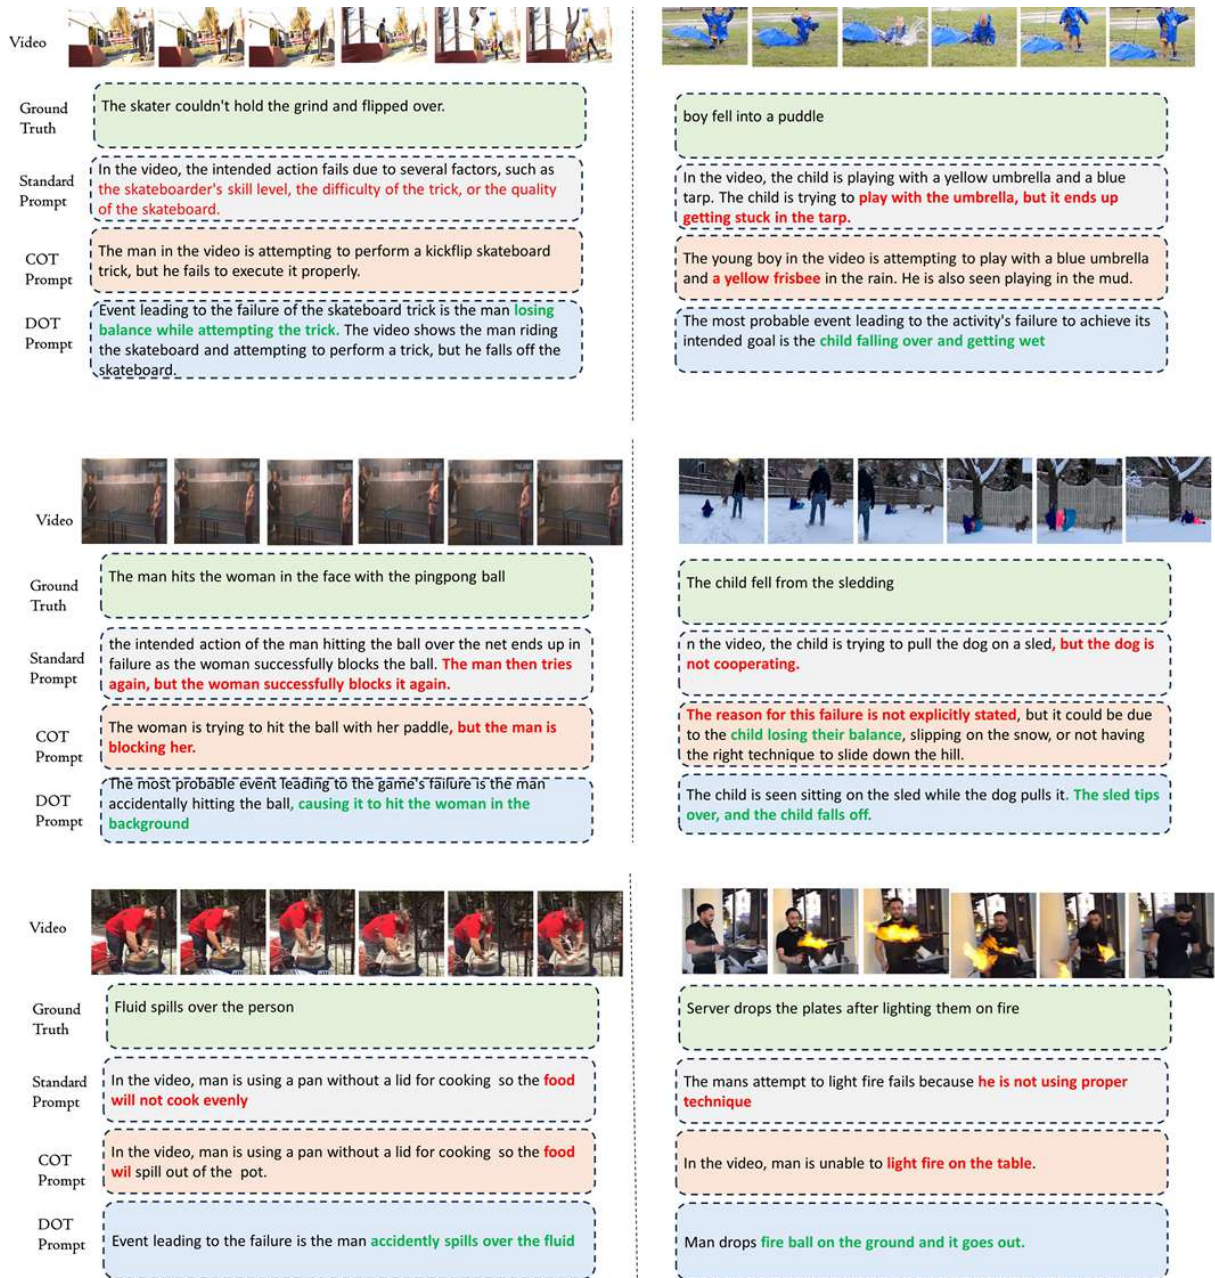 Video
Ground
Truth
The skater couldn't hold the grind and flipped over.
Standard
Prompt
In the video, the intended action fails due to several factors, such as
the skateboarder's skill level, the difficulty of the trick, or the quality
of the skateboard.
COT
Prompt
The man in the video is attempting to perform a kickflip skateboard
trick, but he fails to execute it properly.
DOT
Prompt
Event leading to the failure of the skateboard trick is the man losing
balance while attempting the trick. The video shows the man riding
the skateboard and attempting to perform a trick, but he falls off the
skateboard.
boy fell into a puddle
In the video, the child is playing with a yellow umbrella and a blue
tarp. The child is trying to play with the umbrella, but it ends up
getting stuck in the tarp.
The young boy in the video is attempting to play with a blue umbrella
and a yellow frisbee in the rain. He is also seen playing in the mud.
The most probable event leading to the activity's failure to achieve its
intended goal is the child falling over and getting wet
Video
Ground
Truth
The man hits the woman in the face with the pingpong ball
Standard
Prompt
the intended action of the man hitting the ball over the net ends up in
failure as the woman successfully blocks the ball. The man then tries
again, but the woman successfully blocks it again.
COT
Prompt
The woman is trying to hit the ball with her paddle, but the man is
blocking her.
DOT
Prompt
The most probable event leading to the game's failure is the man
accidentally hitting the ball, causing it to hit the woman in the
background
The child fell from the sledding
n the video, the child is trying to pull the dog on a sled, but the dog is
not cooperating.
The reason for this failure is not explicitly stated, but it could be due
to the child losing their balance, slipping on the snow, or not having
the right technique to slide down the hill.
The child is seen sitting on the sled while the dog pulls it. The sled tips
over, and the child falls off.
Video
Ground
Truth
Fluid spills over the person
Standard
Prompt
In the video, man is using a pan without a lid for cooking so the food
will not cook evenly
COT
Prompt
In the video, man is using a pan without a lid for cooking so the food
wil spill out of the pot.
DOT
Prompt
Event leading to the failure is the man accidently spills over the fluid
Server drops the plates after lighting them on fire
The mans attempt to light fire fails because he is not using proper
technique
In the video, man is unable to light fire on the table.
Man drops fire ball on the ground and it goes out.